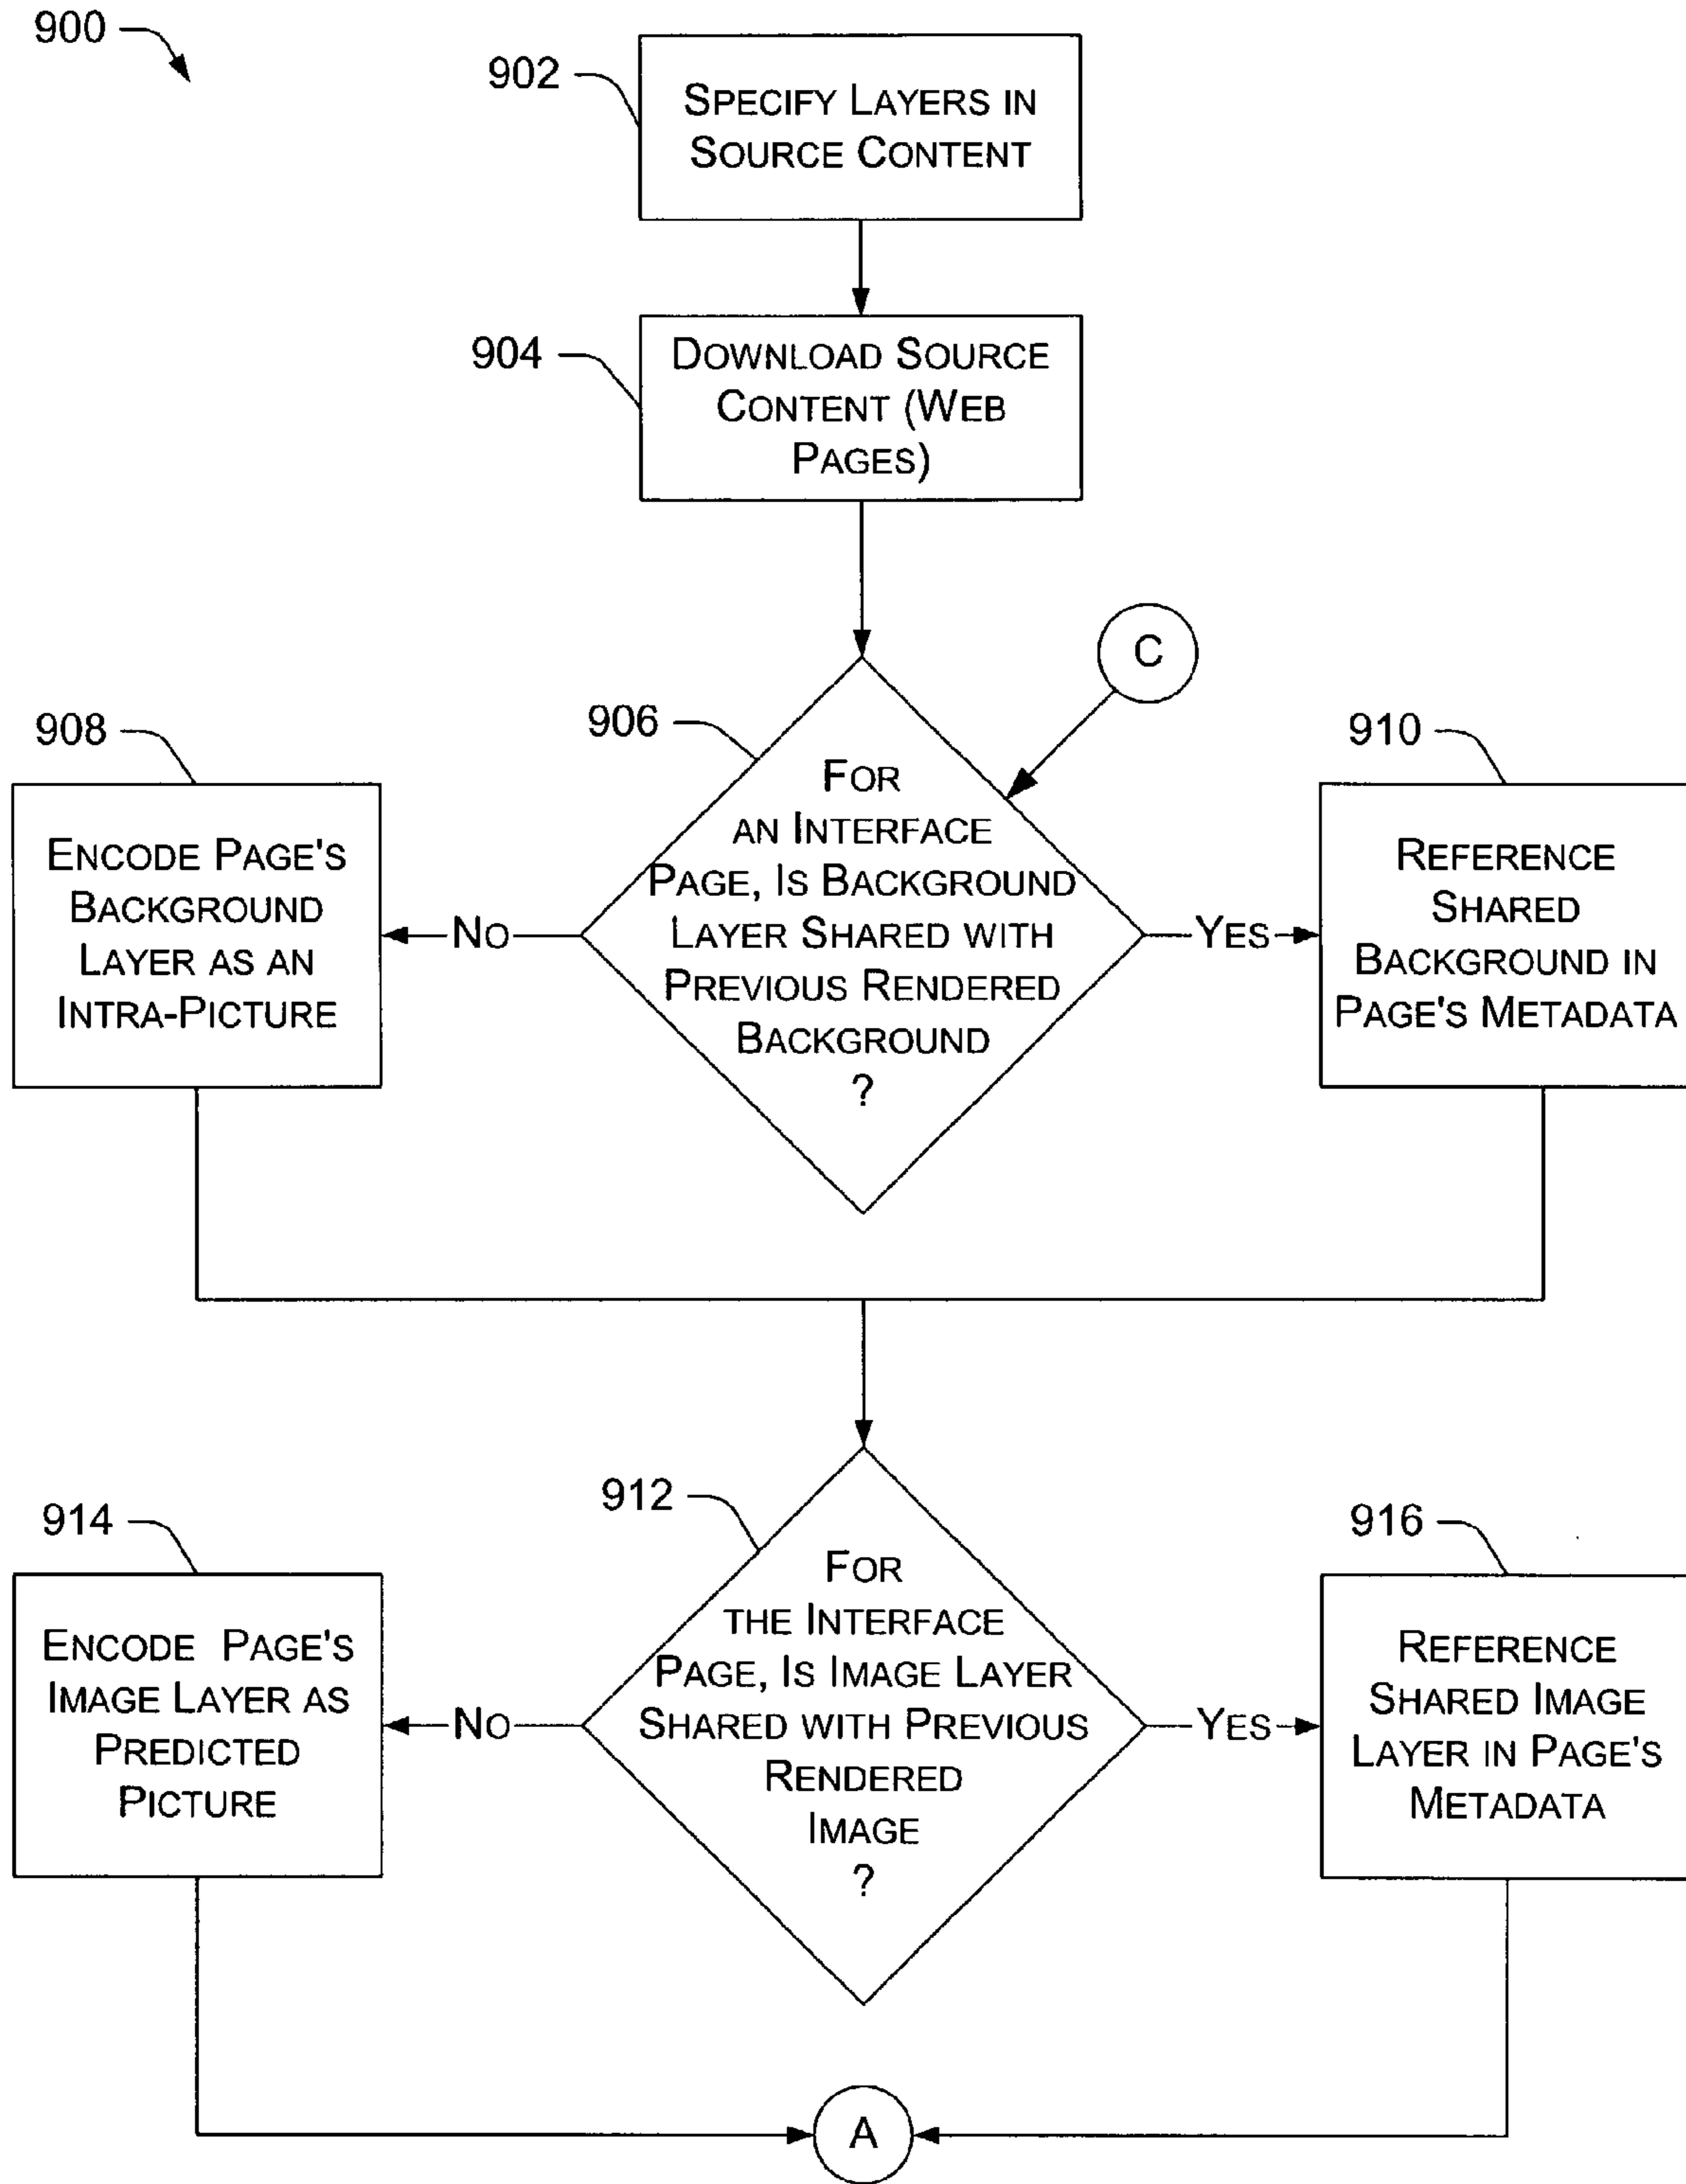 900
902
SPECIFY LAYERS IN
SOURCE CONTENT
904
DOWNLOAD SOURCE
CONTENT (WEB
PAGES)
C
908
906
910
ENCODE PAGE'S
BACKGROUND
LAYER AS AN
INTRA-PICTURE
NO
FOR
AN INTERFACE
PAGE, IS BACKGROUND
LAYER SHARED WITH
PREVIOUS RENDERED
BACKGROUND
?
YES
REFERENCE
SHARED
BACKGROUND IN
PAGE'S METADATA
914
912
916
ENCODE PAGE'S
IMAGE LAYER AS
PREDICTED
PICTURE
NO
FOR
THE INTERFACE
PAGE, IS IMAGE LAYER
SHARED WITH PREVIOUS
RENDERED
IMAGE
?
YES
REFERENCE
SHARED IMAGE
LAYER IN PAGE'S
METADATA
A